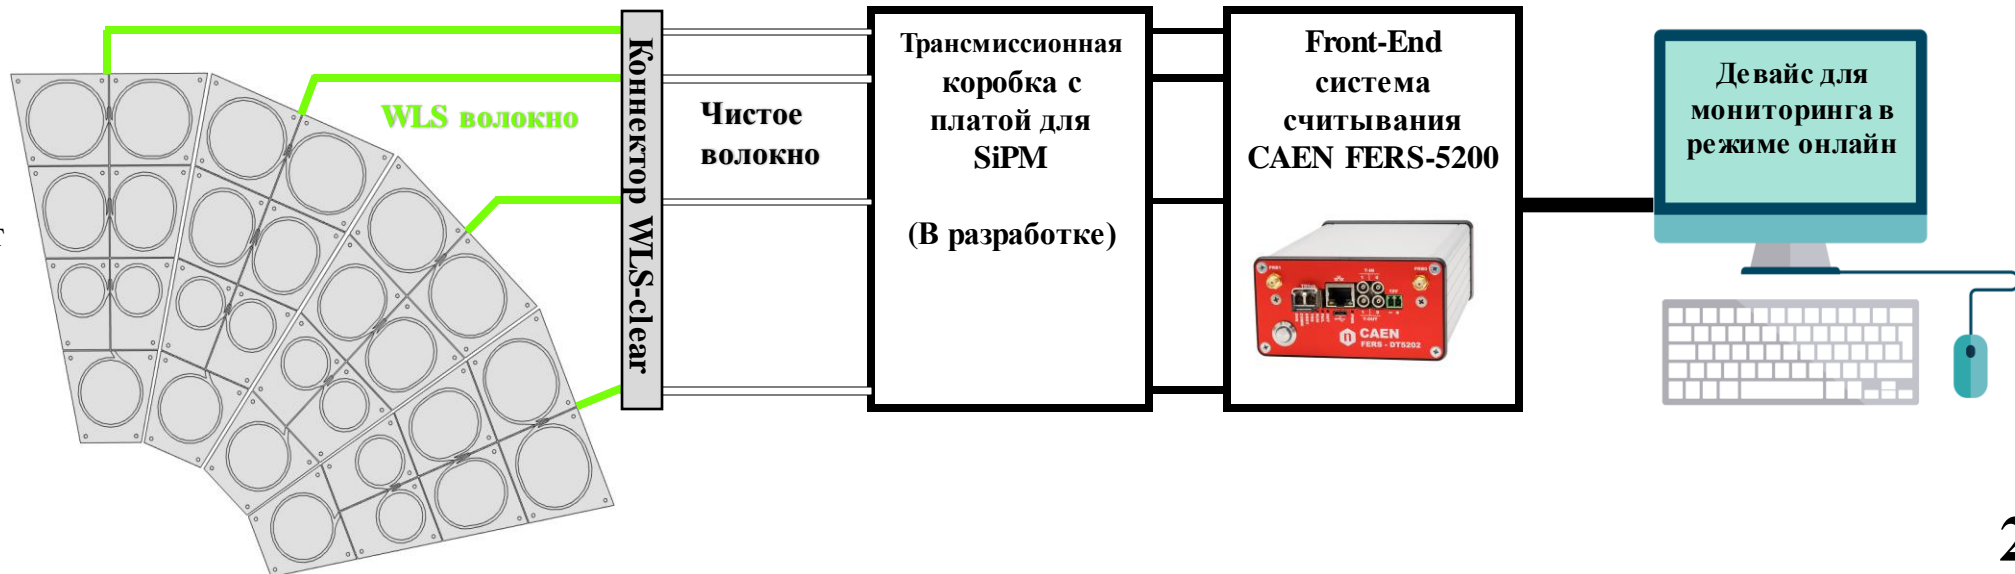 т
WLS волокно
Коннектор WLS-clear
Чистое
волокно
Трансмиссионная
коробка с
платой для
SiPM
(В разработке)
Front-End
система
считывания
CAEN FERS-5200
CAEN
FERS - DT5202
Девайс для
мониторинга в
режиме онлайн
2